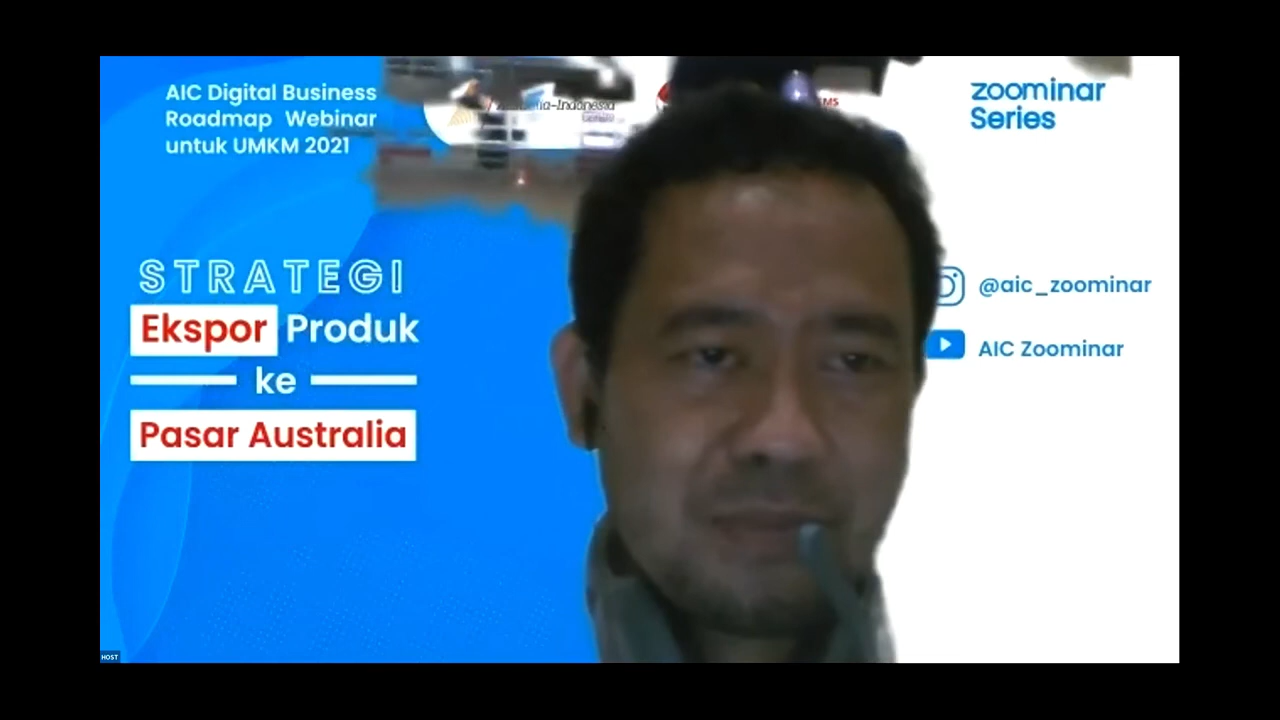 AIC Digital Business
Roadmap Webinar
untuk UMKM 2021
zoominar
Series
STRATEGI
Ekspor Produk
ke
Pasar Australia
@aic_zoominar
AIC Zoominar
HOST